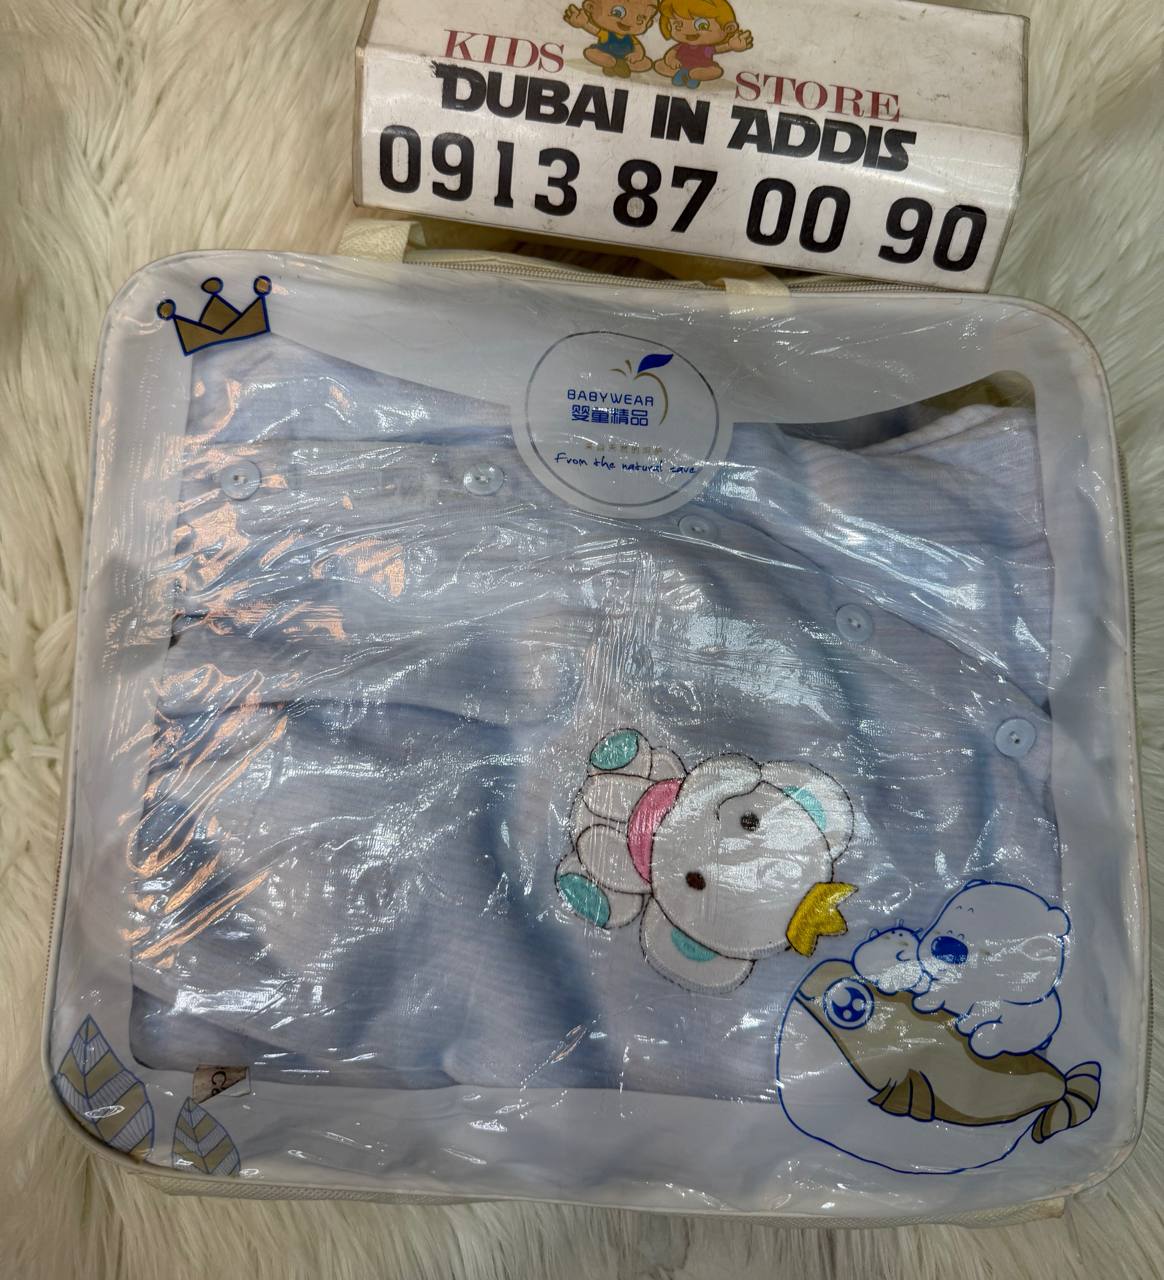 KIDS STORE
DUBAI IN ADDIS
0913 87 00 90
BABYWEAR
婴童精品
From the natural save